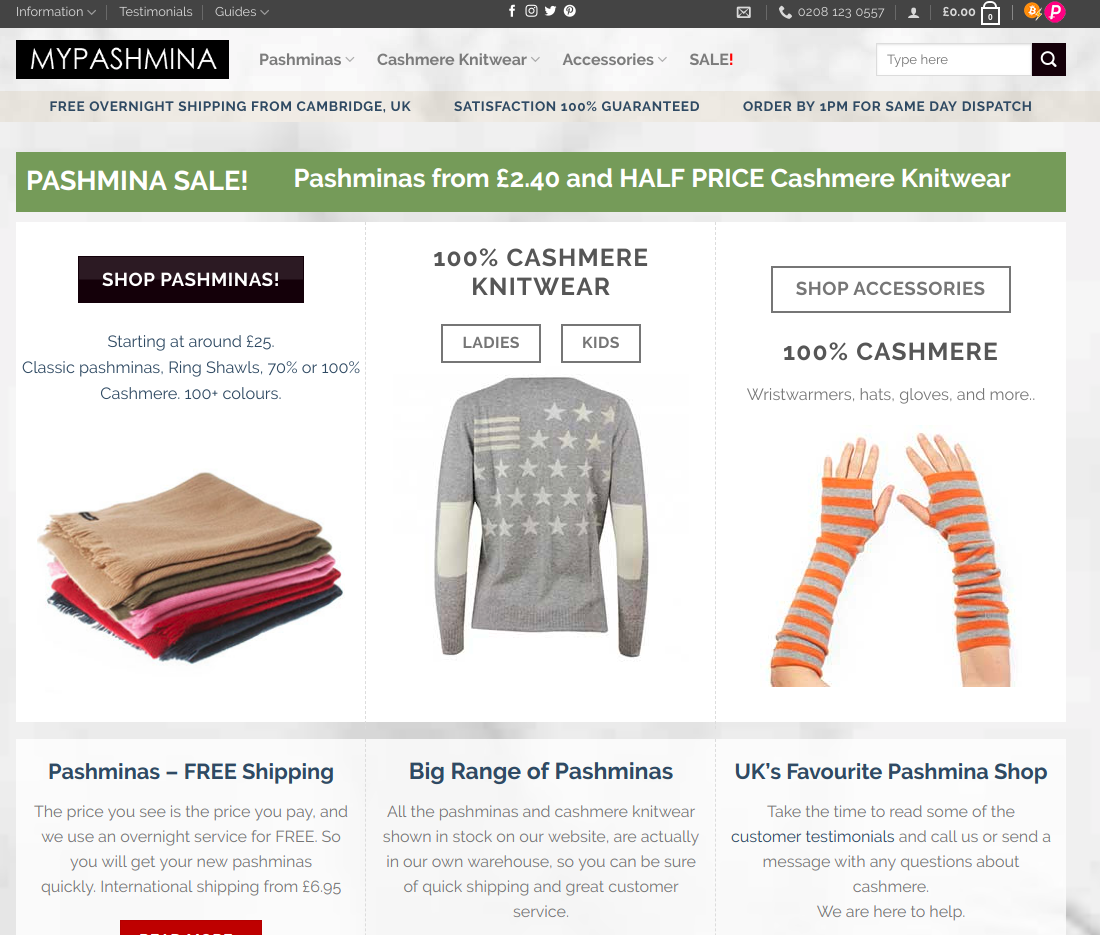 Information
Testimonials
Guides
0208 123 0557
£0.00
0
MYPASHMINA
Pashminas
Cashmere Knitwear
Accessories
SALE!
Type here
FREE OVERNIGHT SHIPPING FROM CAMBRIDGE, UK
SATISFACTION 100% GUARANTEED
ORDER BY 1PM FOR SAME DAY DISPATCH
PASHMINA SALE!
Pashminas from £2.40 and HALF PRICE Cashmere Knitwear
SHOP PASHMINAS!
Starting at around £25.
Classic pashminas, Ring Shawls, 70% or 100%
Cashmere. 100+ colours.
100% CASHMERE
KNITWEAR
LADIES
KIDS
SHOP ACCESSORIES
100% CASHMERE
Wristwarmers, hats, gloves, and more..
Pashminas – FREE Shipping
The price you see is the price you pay, and
we use an overnight service for FREE. So
you will get your new pashminas
quickly. International shipping from £6.95
Big Range of Pashminas
All the pashminas and cashmere knitwear
shown in stock on our website, are actually
in our own warehouse, so you can be sure
of quick shipping and great customer
service.
UK's Favourite Pashmina Shop
Take the time to read some of the
customer testimonials and call us or send a
message with any questions about
cashmere.
We are here to help.